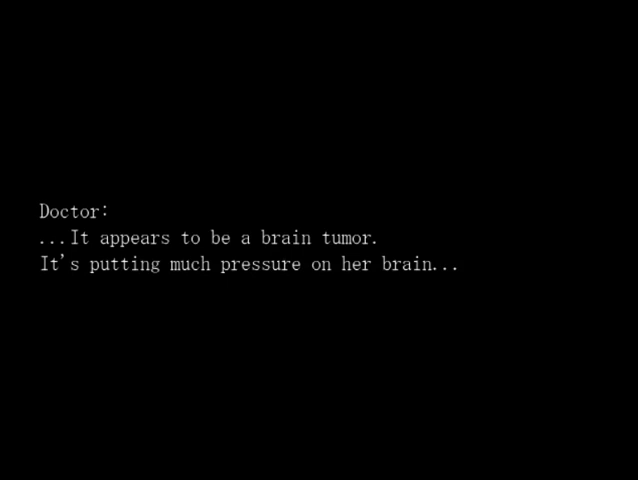 Doctor:
...It appears to be a brain tumor.
It's putting much pressure on her brain...